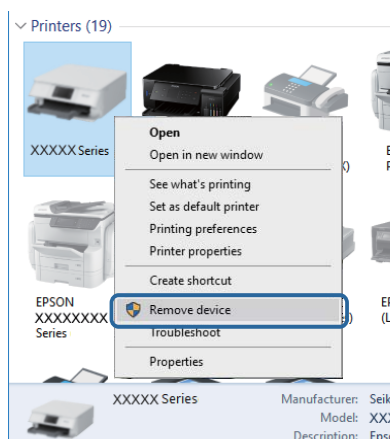 Printers (19)
XXXXX Series
Open
Open in new window
See what's printing
Set as default printer
Printing preferences
Printer properties
Create shortcut
Remove device
Troubleshoot
Properties
EPSON
XXXXXXXX
Series
XXXXX Series
Manufacturer:
Model:
Description: